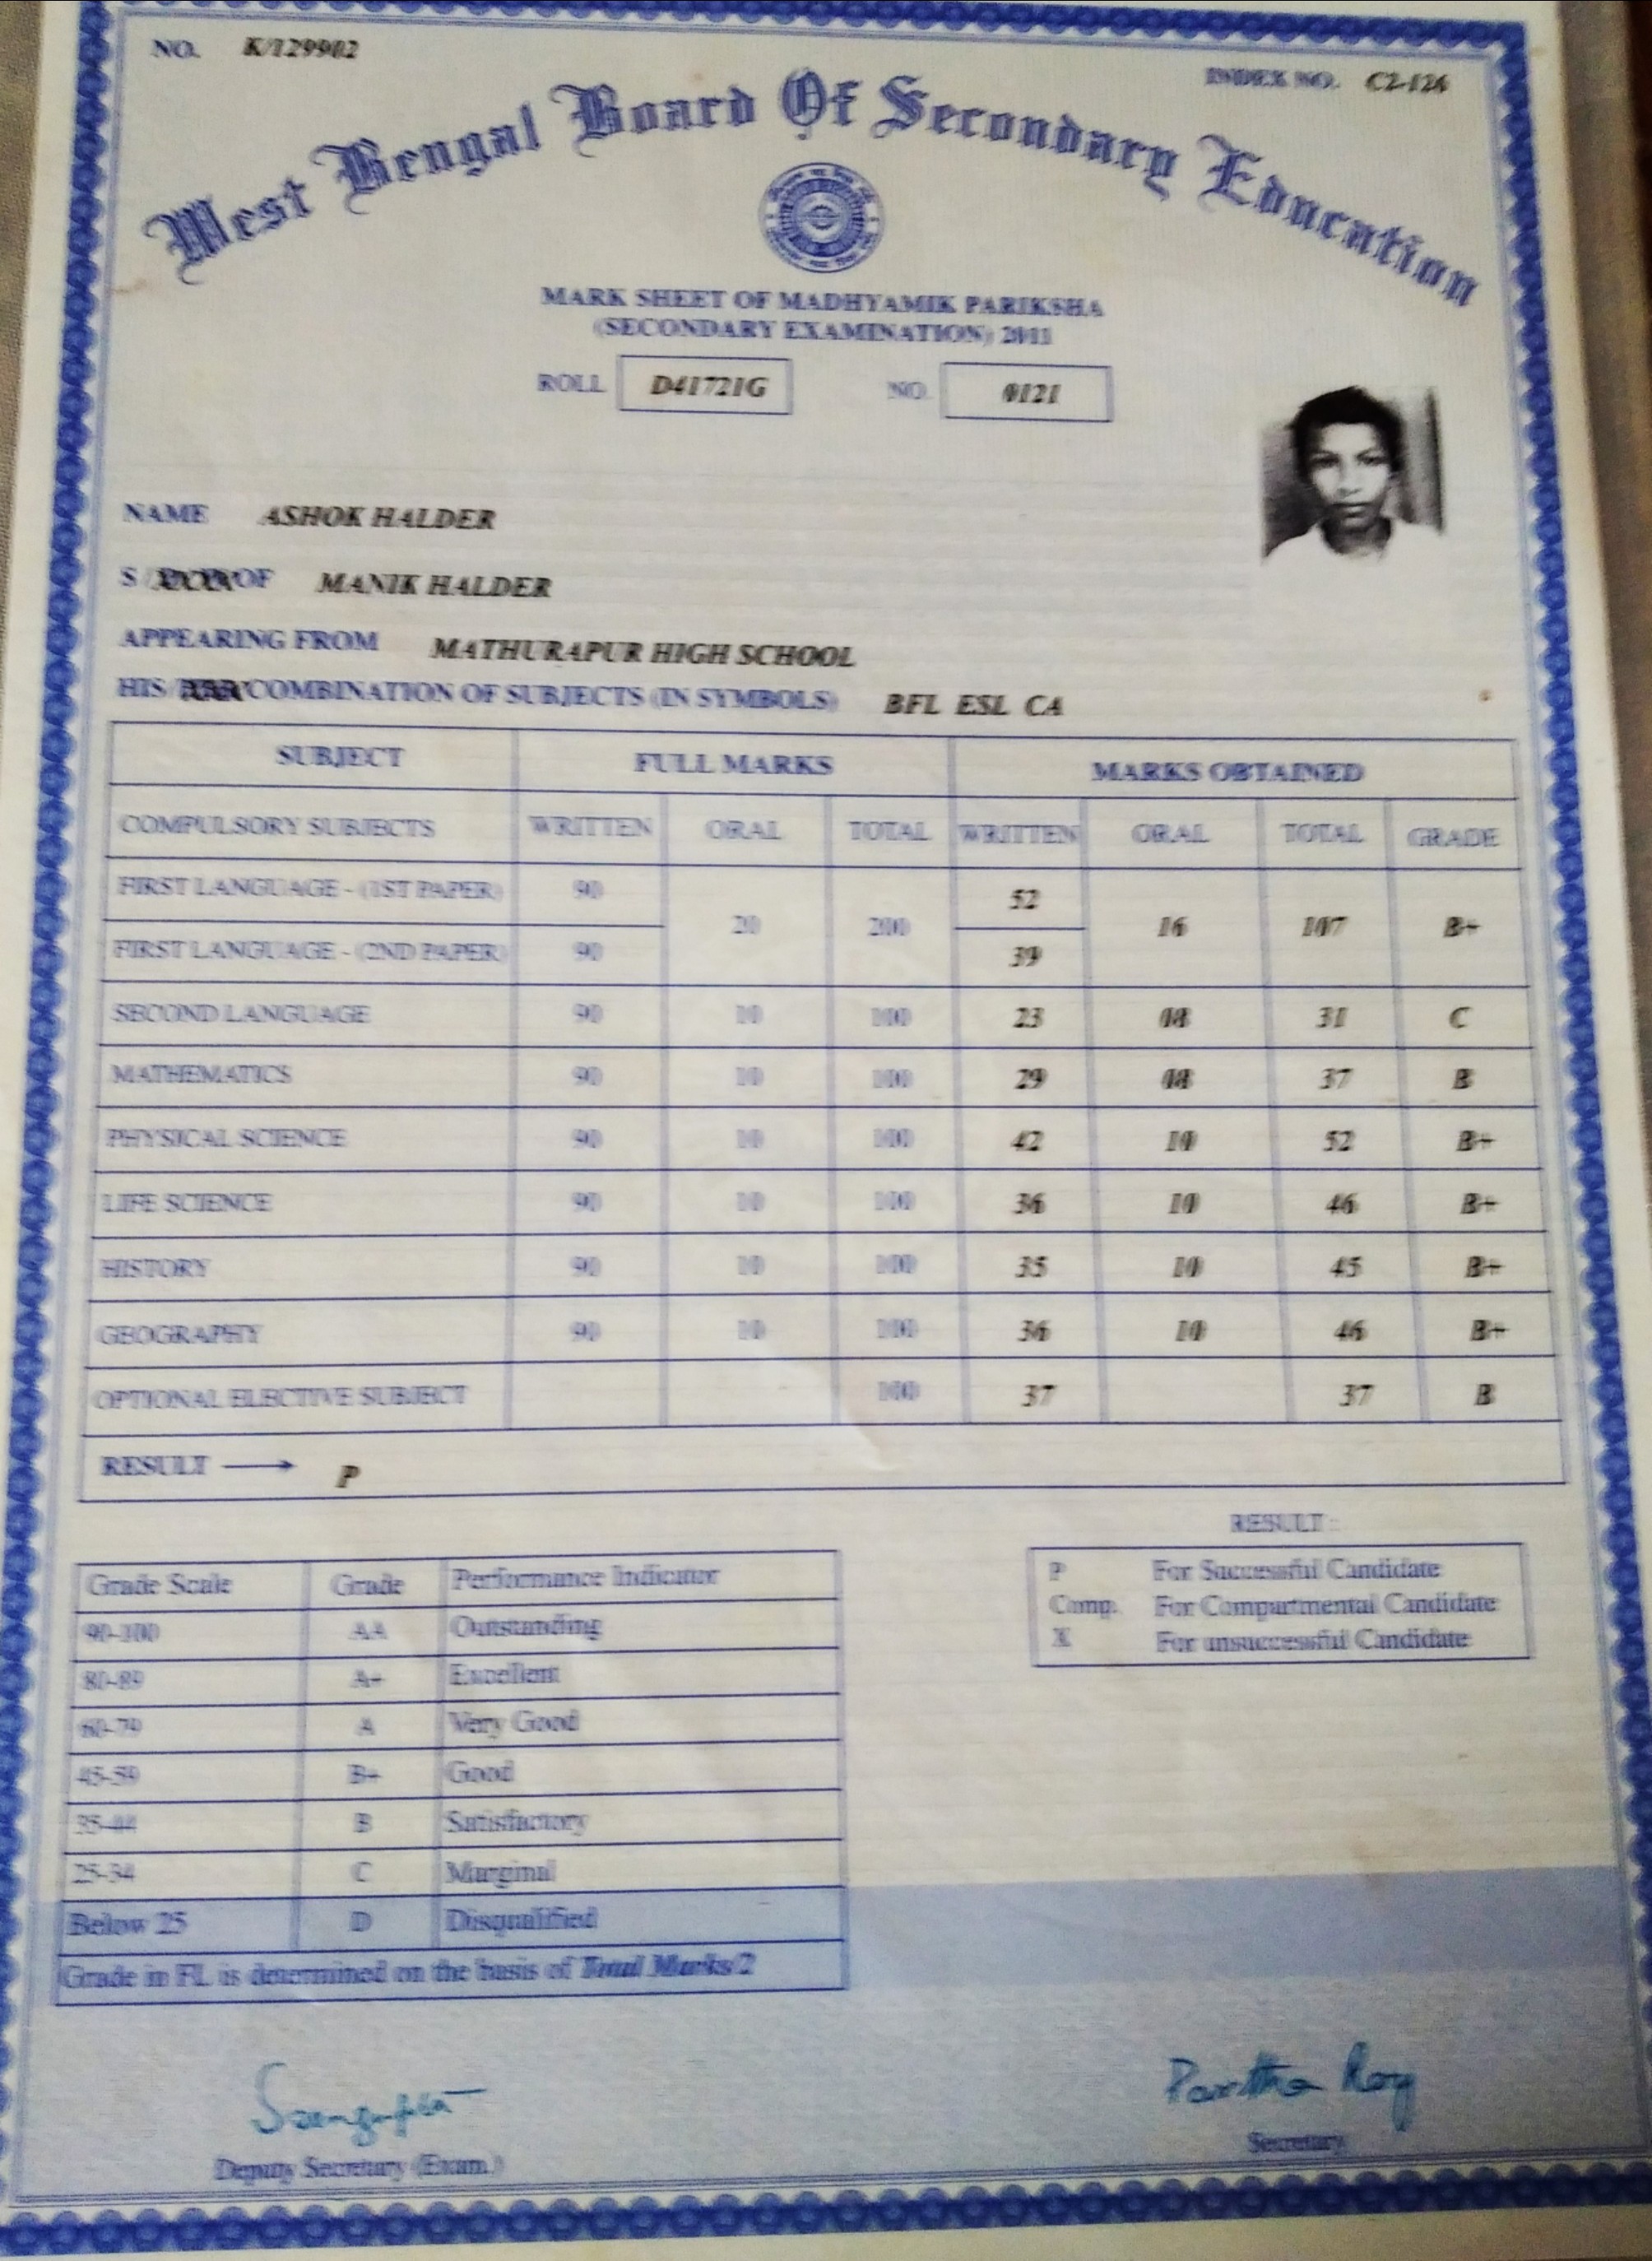 NO. K/129902
INDEX NO. C2-126
West Bengal Board Of Secondary Education
MARK SHEET OF MADHYAMIK PARIKSHA
(SECONDARY EXAMINATION) 2011
ROLL D41721G NO. 0121
NAME ASHOK HALDER
S / OF MANIK HALDER
APPEARING FROM MATHURAPUR HIGH SCHOOL
HIS / COMBINATION OF SUBJECTS (IN SYMBOLS) BFL ESL CA
SUBJECT FULL MARKS MARKS OBTAINED
COMPULSORY SUBJECTS WRITTEN ORAL TOTAL WRITTEN ORAL TOTAL GRADE
FIRST LANGUAGE - (1ST PAPER) 90 20 200 52 16 107 B+
FIRST LANGUAGE - (2ND PAPER) 90 39
SECOND LANGUAGE 90 10 100 23 08 31 C
MATHEMATICS 90 10 100 29 08 37 B
PHYSICAL SCIENCE 90 10 100 42 10 52 B+
LIFE SCIENCE 90 10 100 36 10 46 B+
HISTORY 90 10 100 35 10 45 B+
GEOGRAPHY 90 10 100 36 10 46 B+
OPTIONAL ELECTIVE SUBJECT 100 37 37 B
RESULT → P
RESULT :
P For Successful Candidate
Comp. For Compartmental Candidate
X For unsuccessful Candidate
Grade Scale Grade Performance Indicator
90-100 AA Outstanding
80-89 A+ Excellent
60-79 A Very Good
45-59 B+ Good
35-44 B Satisfactory
25-34 C Marginal
Below 25 D Disqualified
Grade in FL is determined on the basis of Total Marks/2
Partha Roy
Deputy Secretary (Exam.)
Secretary